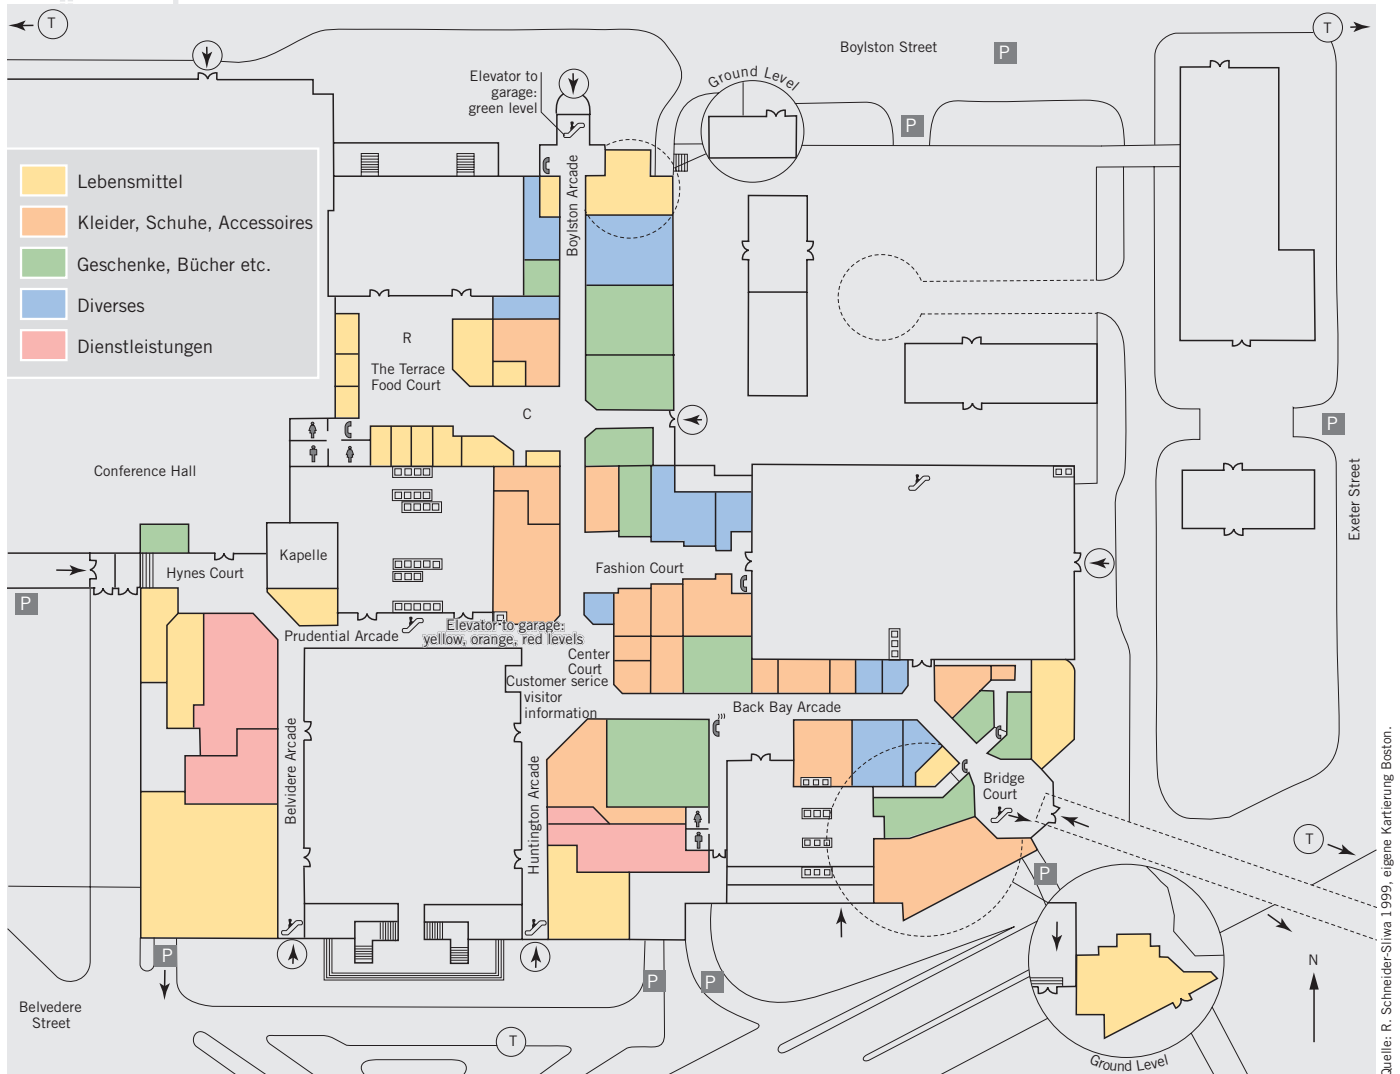 T
T
Boylston Street
P
Ground Level
Elevator to
garage:
green level
P
Lebensmittel
Kleider, Schuhe, Accessoires
Geschenke, Bücher etc.
Diverses
Dienstleistungen
Boylston Arcade
R
The Terrace
Food Court
C
P
Conference Hall
Exeter Street
Kapelle
Hynes Court
Fashion Court
P
Prudential Arcade
Elevator to garage:
yellow, orange, red levels
Center
Court
Customer serice
visitor
information
Back Bay Arcade
Belvidere Arcade
Huntington Arcade
Bridge
Court
T
P
P
P
P
N
Belvedere
Street
T
Ground Level
Quelle: R. Schneider-Sliwa 1999, eigene Kartierung Boston.